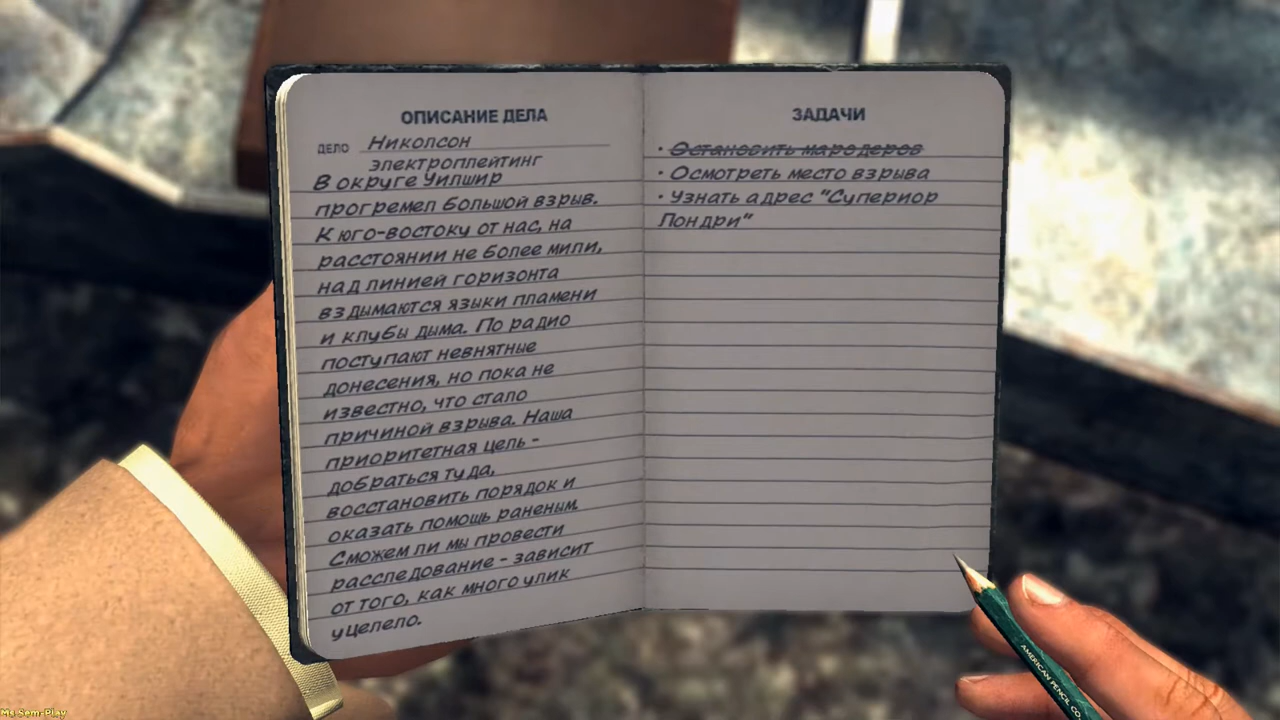 ОПИСАНИЕ ДЕЛА
ДЕЛО Николсон
электроплейтинг
В округе Уилшир
прогремел большой взрыв.
К юго-востоку от нас, на
расстоянии не более мили,
над линией горизонта
вздымаются языки пламени
и клубы дыма. По радио
поступают невнятные
донесения, но пока не
известно, что стало
причиной взрыва. Наша
приоритетная цель -
добраться туда,
восстановить порядок и
оказать помощь раненым.
Сможем ли мы провести
расследование - зависит
от того, как много улик
уцелело.
ЗАДАЧИ
· Остановить мародеров
· Осмотреть место взрыва
· Узнать адрес "Супериор
Лондри"
AMERICAN PENCIL CO.
Ms.Sem-Play